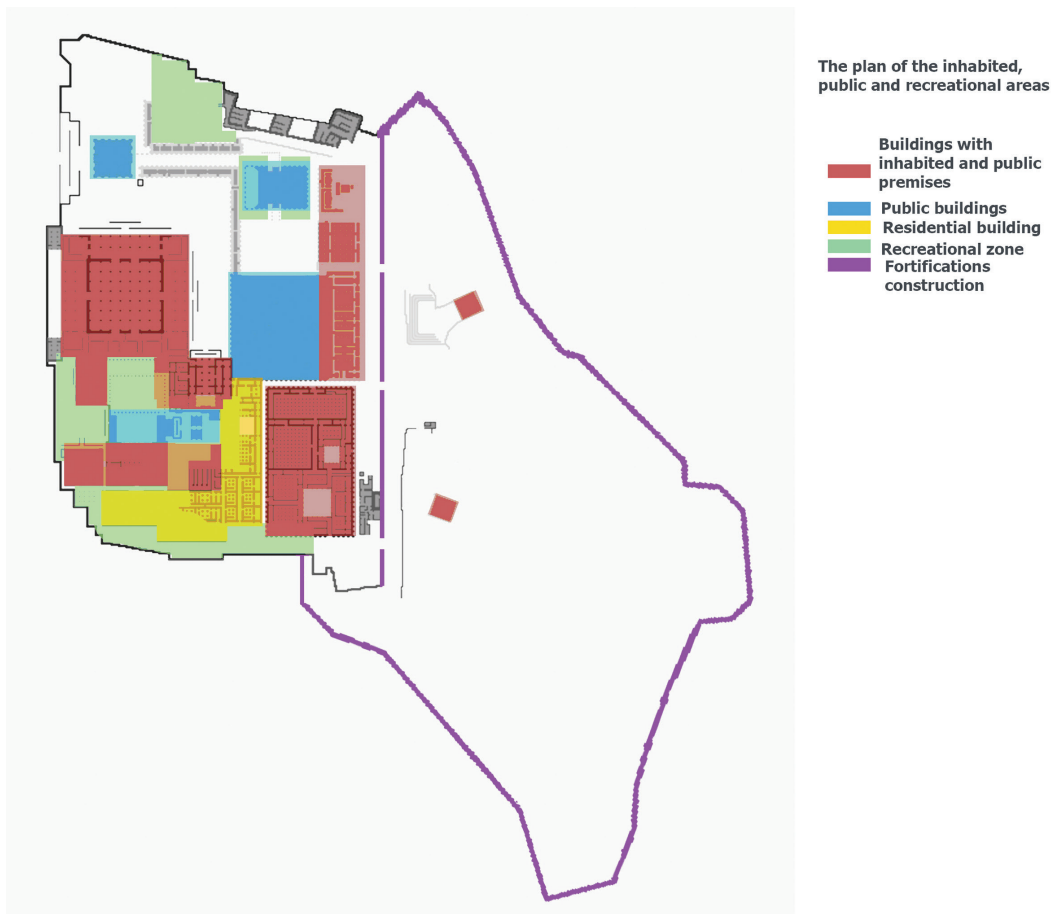 The plan of the inhabited,
public and recreational areas
Buildings with
inhabited and public
premises
Public buildings
Residential building
Recreational zone
Fortifications
construction